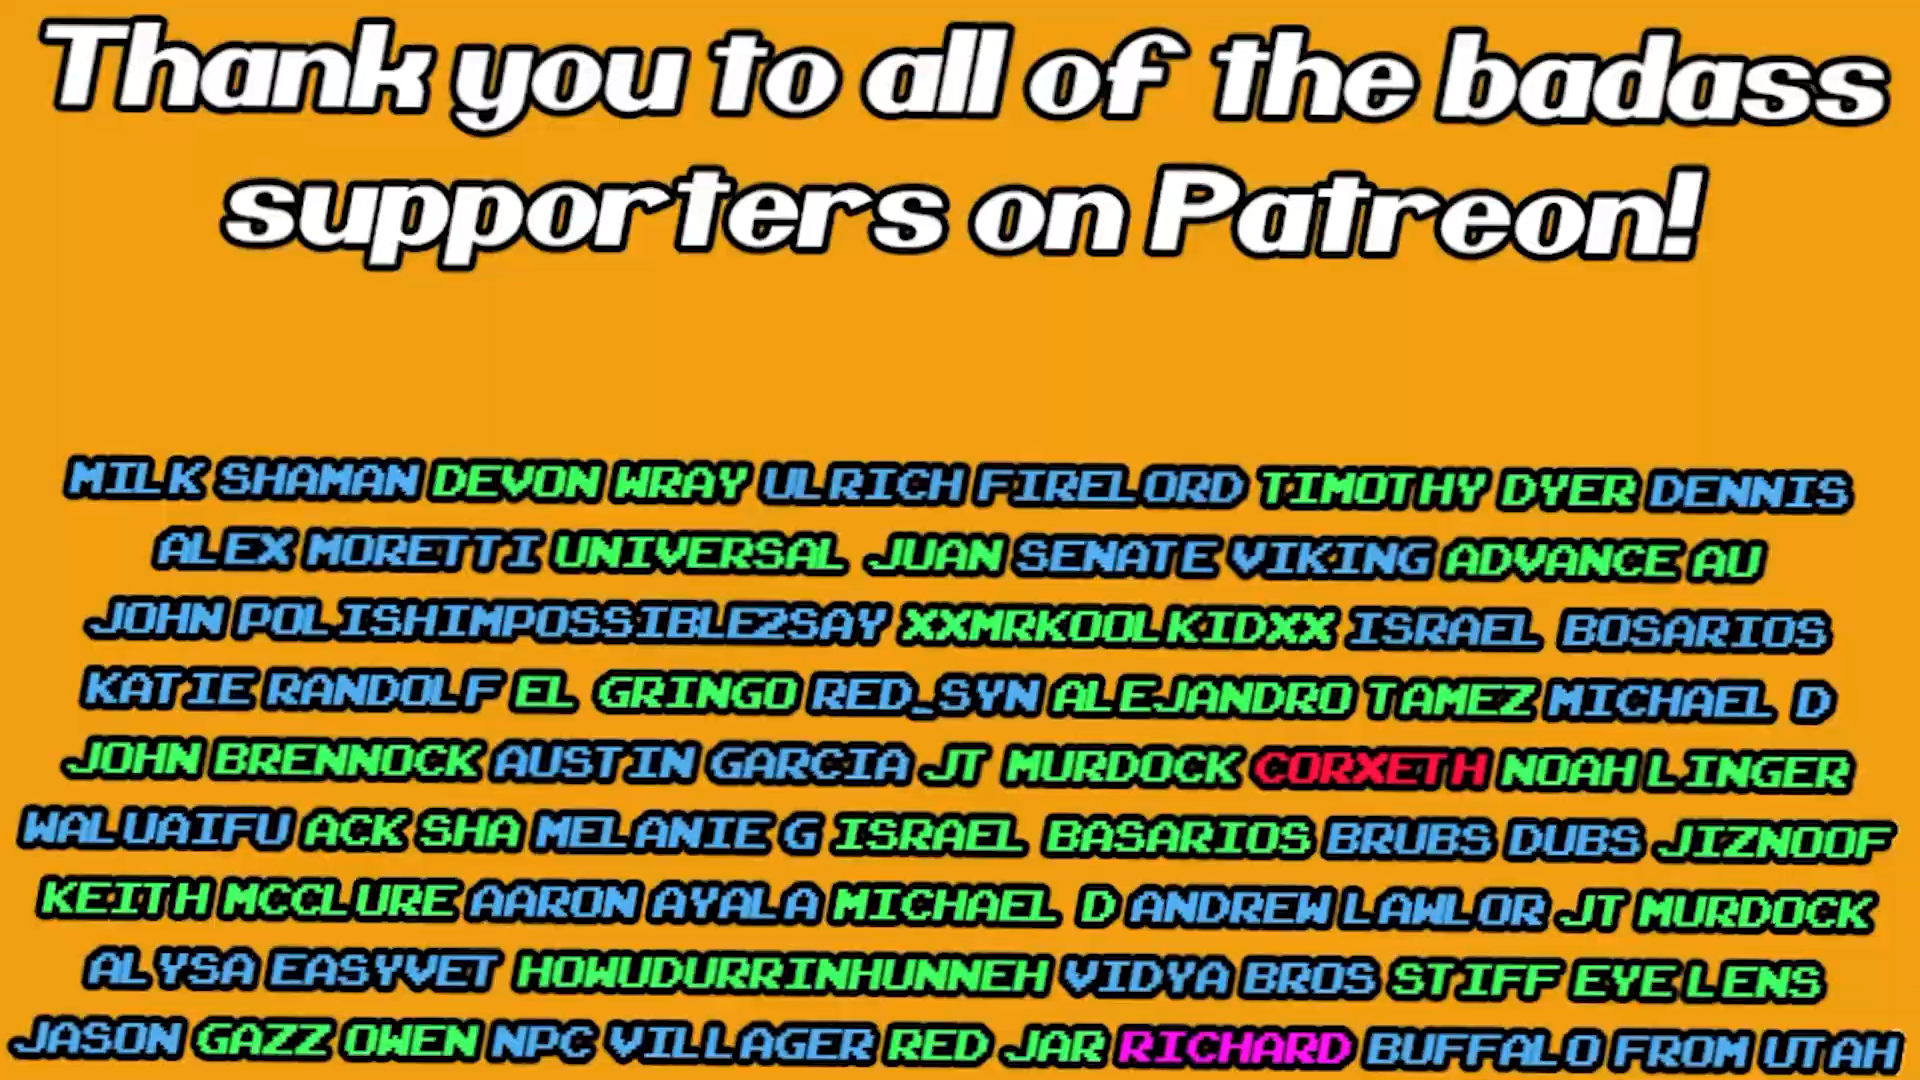 Thank you to all of the badass
supporters on Patreon!
MILK SHAMAN DEVON WRAY ULRICH FIRELORD TIMOTHY DYER DENNIS
ALEX MORETTI UNIVERSAL JUAN SENATE VIKING ADVANCE AU
JOHN POLISHIMPOSSIBLE2SAY XXMRKOOLKIDXX ISRAEL BOSARIOS
KATIE RANDOLF EL GRINGO RED_SYN ALEJANDRO TAMEZ MICHAEL D
JOHN BRENNOCK AUSTIN GARCIA JT MURDOCK CORXETH NOAH LINGER
WALUAIFU ACK SHA MELANIE G ISRAEL BASARIOS BRUBS DUBS JIZNOOF
KEITH MCCLURE AARON AYALA MICHAEL D ANDREW LAWLOR JT MURDOCK
ALYSA EASYVET HOWUDURRINHUNNEH VIDYA BROS STIFF EYE LENS
JASON GAZZ OWEN NPC VILLAGER RED JAR RICHARD BUFFALO FROM UTAH